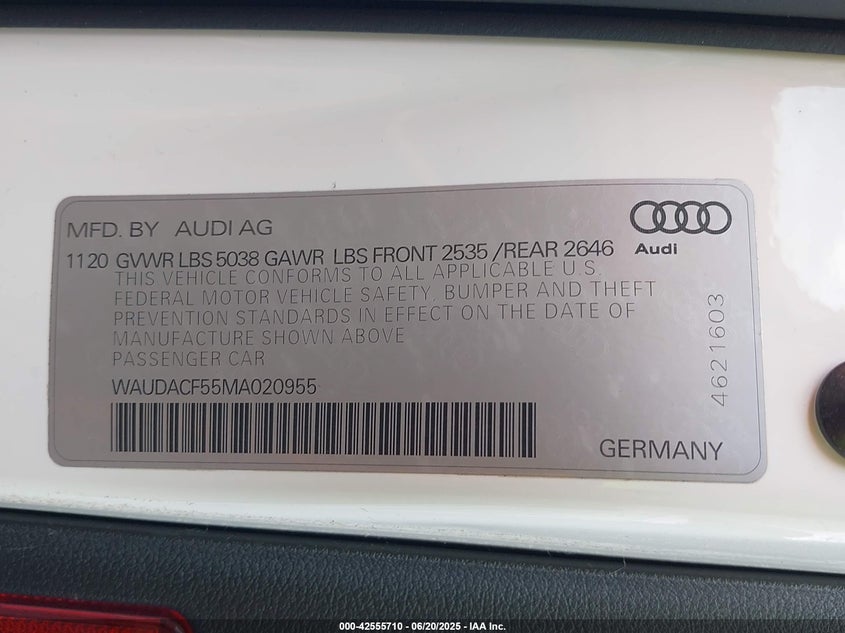 MFD. BY AUDI AG
Audi
1120 GVWR LBS 5038 GAWR LBS FRONT 2535 /REAR 2646
THIS VEHICLE CONFORMS TO ALL APPLICABLE U.S.
FEDERAL MOTOR VEHICLE SAFETY, BUMPER AND THEFT
PREVENTION STANDARDS IN EFFECT ON THE DATE OF
MANUFACTURE SHOWN ABOVE
PASSENGER CAR
WAUDACF55MA020955
4621603
GERMANY
000-42555710 - 06/20/2025 - IAA Inc.